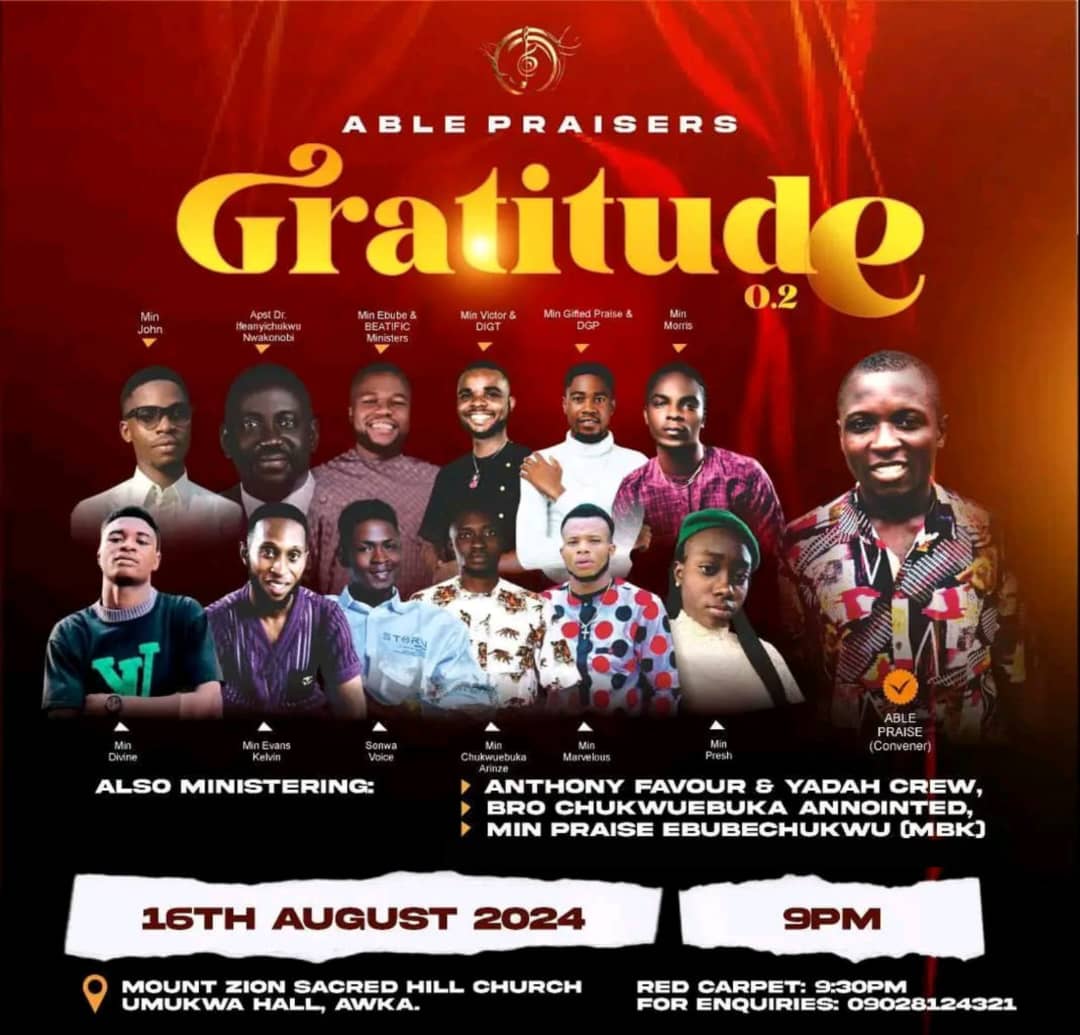 ABLE PRAISERS
Gratitude
0.2
Min
John
Apst Dr.
Ifeanyichukwu
Nwakonobi
Min Ebube &
BEATIFIC
Ministers
Min Victor &
DIGT
Min Gifted Praise &
DGP
Min
Morris
STORY
Min
Divine
Min Evans
Kelvin
Sonwa
Voice
Min
Chukwuebuka
Arinze
Min
Marvelous
Min
Presh
ABLE
PRAISE
(Convener)
ALSO MINISTERING:
ANTHONY FAVOUR & YADAH CREW,
BRO CHUKWUEBUKA ANNOINTED,
MIN PRAISE EBUBECHUKWU (MBK)
16TH AUGUST 2024
9PM
MOUNT ZION SACRED HILL CHURCH
UMUKWA HALL, AWKA.
RED CARPET: 9:30PM
FOR ENQUIRIES: 09028124321